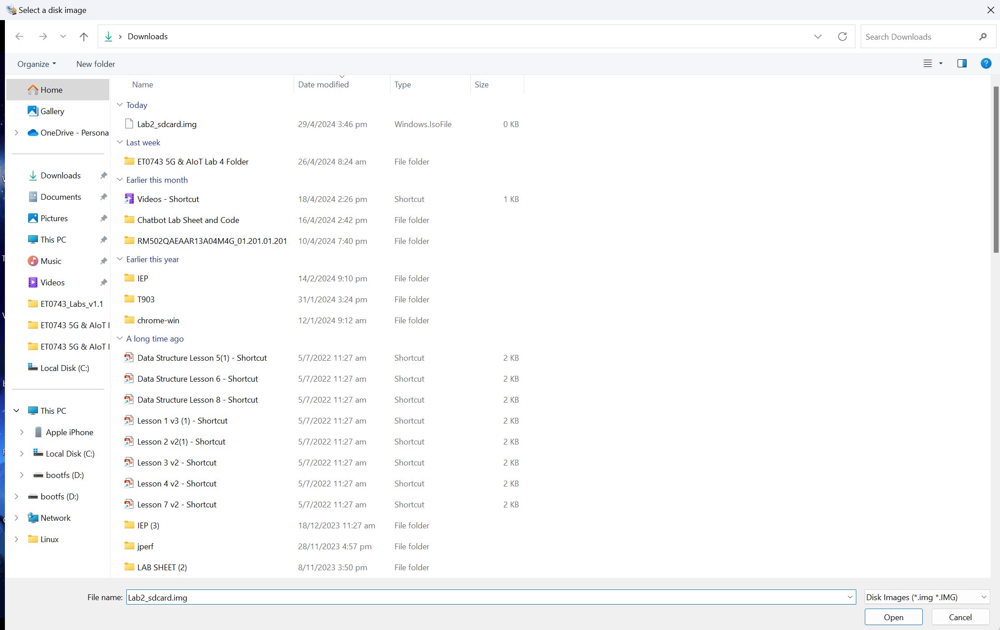 Select a disk image
Downloads
Search Downloads
Organize
New folder
Name
Date modified
Type
Size
Home
Gallery
OneDrive - Persona
Downloads
Documents
Pictures
This PC
Music
Videos
ET0743_Labs_v1.1
ET0743 5G & AIoT
ET0743 5G & AIoT
Local Disk (C:)
This PC
Apple iPhone
Local Disk (C:)
bootfs (D:)
bootfs (D:)
Network
Linux
Today
Lab2_sdcard.img 29/4/2024 3:46 pm Windows.IsoFile 0 KB
Last week
ET0743 5G & AIoT Lab 4 Folder 26/4/2024 8:24 am File folder
Earlier this month
Videos - Shortcut 18/4/2024 2:26 pm Shortcut 1 KB
Chatbot Lab Sheet and Code 16/4/2024 2:42 pm File folder
RM502QAEAAR13A04M4G_01.201.01.201 10/4/2024 7:40 pm File folder
Earlier this year
IEP 14/2/2024 9:10 pm File folder
T903 31/1/2024 3:24 pm File folder
chrome-win 12/1/2024 9:12 am File folder
A long time ago
Data Structure Lesson 5(1) - Shortcut 5/7/2022 11:27 am Shortcut 2 KB
Data Structure Lesson 6 - Shortcut 5/7/2022 11:27 am Shortcut 2 KB
Data Structure Lesson 8 - Shortcut 5/7/2022 11:27 am Shortcut 2 KB
Lesson 1 v3 (1) - Shortcut 5/7/2022 11:27 am Shortcut 2 KB
Lesson 2 v2(1) - Shortcut 5/7/2022 11:27 am Shortcut 2 KB
Lesson 3 v2 - Shortcut 5/7/2022 11:27 am Shortcut 2 KB
Lesson 4 v2 - Shortcut 5/7/2022 11:27 am Shortcut 2 KB
Lesson 7 v2 - Shortcut 5/7/2022 11:27 am Shortcut 2 KB
IEP (3) 18/12/2023 11:27 am File folder
jperf 28/11/2023 4:57 pm File folder
LAB SHEET (2) 8/11/2023 3:50 pm File folder
File name: Lab2_sdcard.img
Disk Images (*.img *.IMG)
Open
Cancel